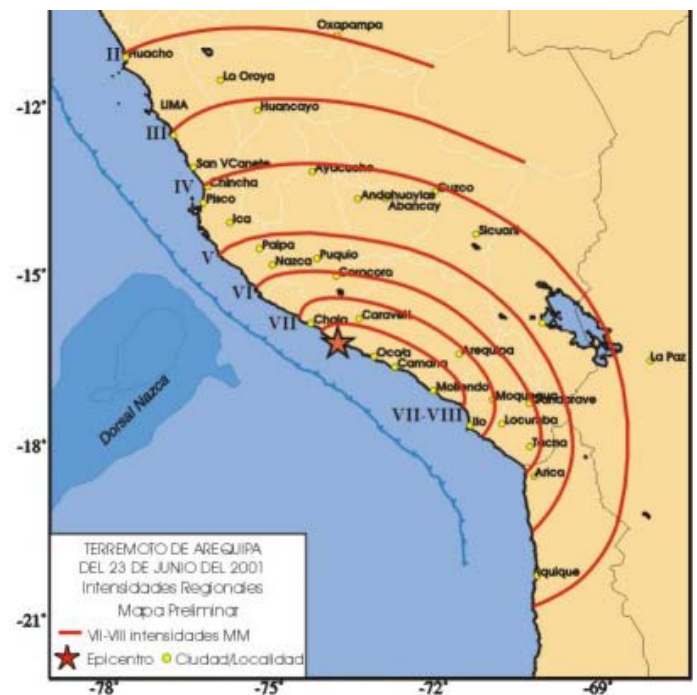 Oxapampa
II Huacho
La Oroya
-12°
LIMA
Huancayo
III
San VCanete
Ayacucho
IV Chincha
Cuzco
Pisco
Andahuaylas
Abancay
Ica
Sicuani
Palpa
Puquio
V
Nazca
-15°
Coracora
VI
VII
Chala
Caraveli
La Paz
Ocoña
Arequipa
Camana
Mollendo
Moquegua
Candarave
Dorsal Nazca
VII-VIII
Ilo
Locumba
-18°
Tacna
Arica
TERREMOTO DE AREQUIPA
DEL 23 DE JUNIO DEL 2001
Intensidades Regionales
Mapa Preliminar
VII-VIII intensidades MM
Epicentro
Ciudad/Localidad
Aquique
-21°
-78°
-75°
-72°
-69°